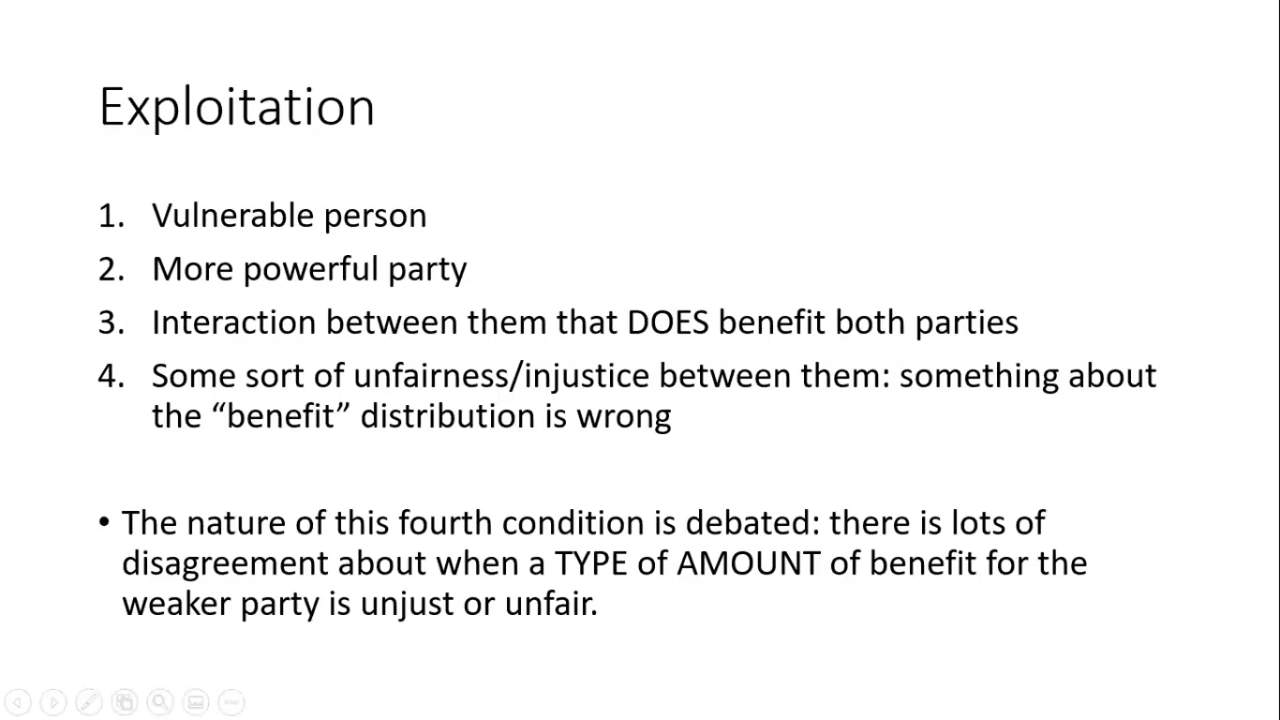 Exploitation
1. Vulnerable person
2. More powerful party
3. Interaction between them that DOES benefit both parties
4. Some sort of unfairness/injustice between them: something about
the “benefit” distribution is wrong
• The nature of this fourth condition is debated: there is lots of
disagreement about when a TYPE of AMOUNT of benefit for the
weaker party is unjust or unfair.